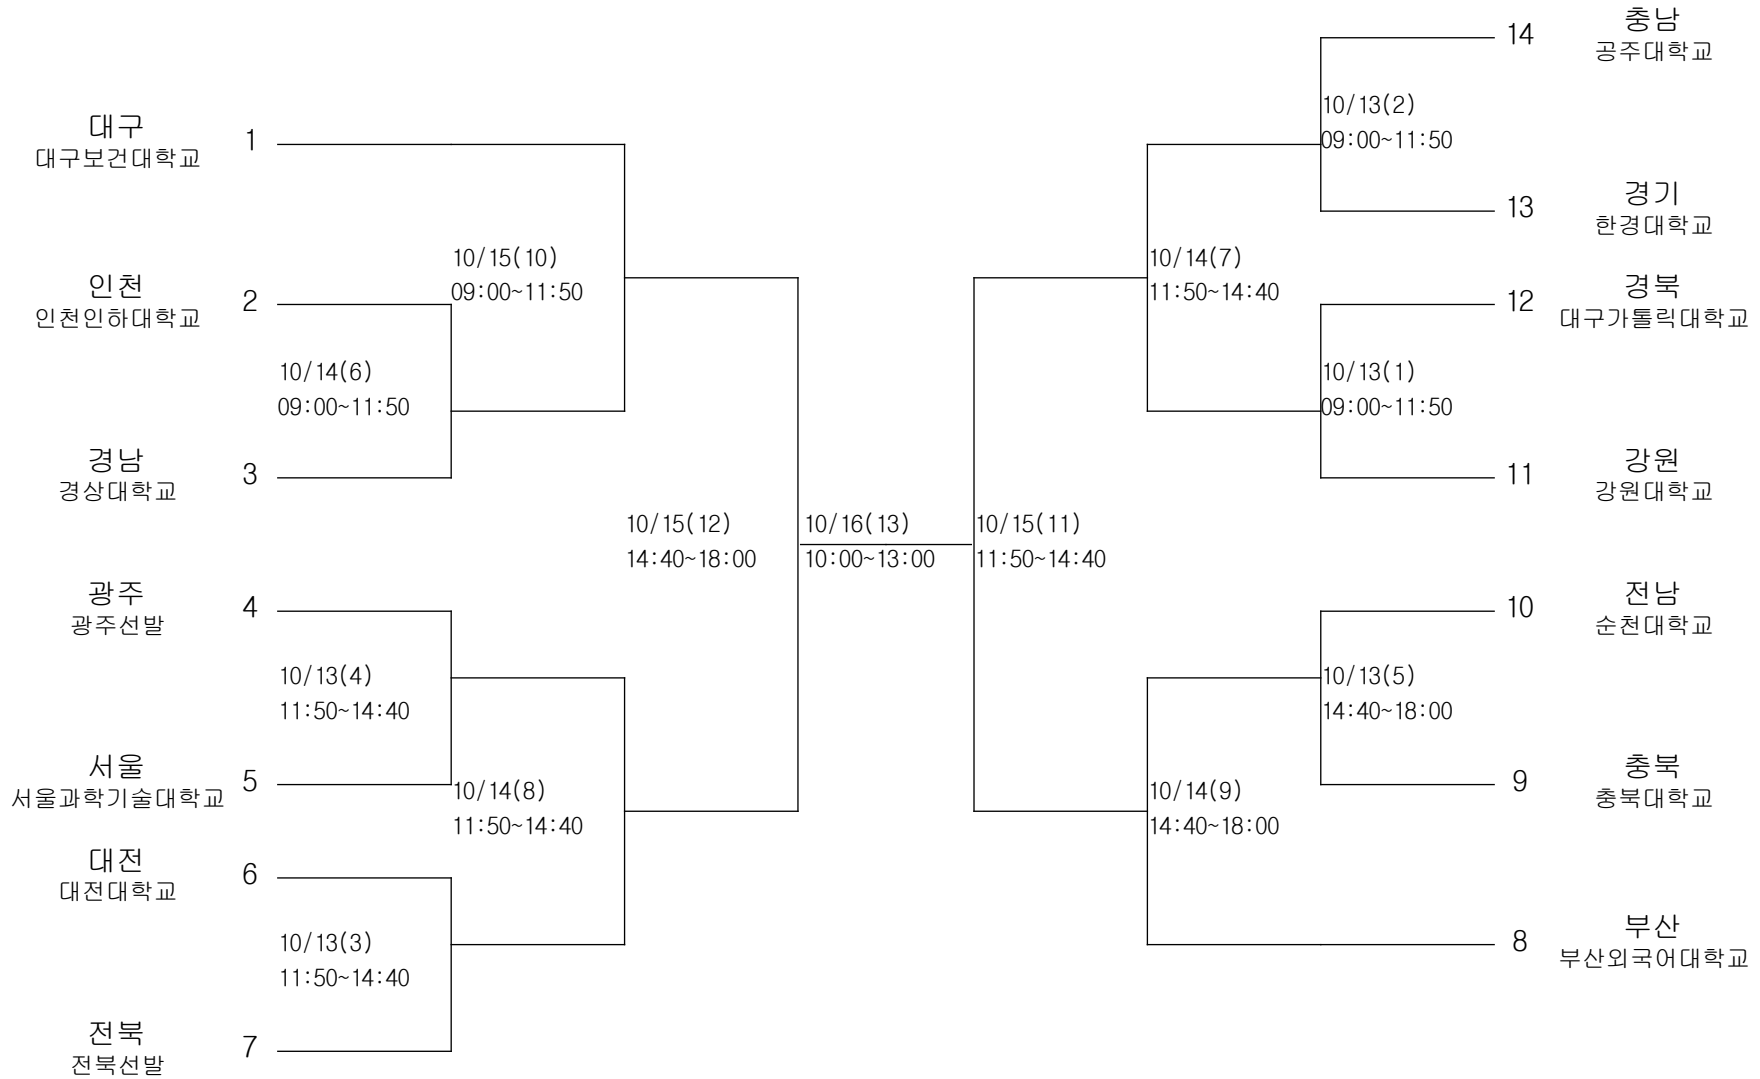 대구
대구보건대학교
1
인천
인천인하대학교
2
경남
경상대학교
3
광주
광주선발
4
서울
서울과학기술대학교
5
대전
대전대학교
6
전북
전북선발
7
10/14(6)
09:00~11:50
10/13(4)
11:50~14:40
10/13(3)
11:50~14:40
10/15(10)
09:00~11:50
10/14(8)
11:50~14:40
10/15(12)
14:40~18:00
10/16(13)
10:00~13:00
10/15(11)
11:50~14:40
10/14(7)
11:50~14:40
10/14(9)
14:40~18:00
10/13(2)
09:00~11:50
10/13(1)
09:00~11:50
10/13(5)
14:40~18:00
14
충남
공주대학교
13
경기
한경대학교
12
경북
대구가톨릭대학교
11
강원
강원대학교
10
전남
순천대학교
9
충북
충북대학교
8
부산
부산외국어대학교